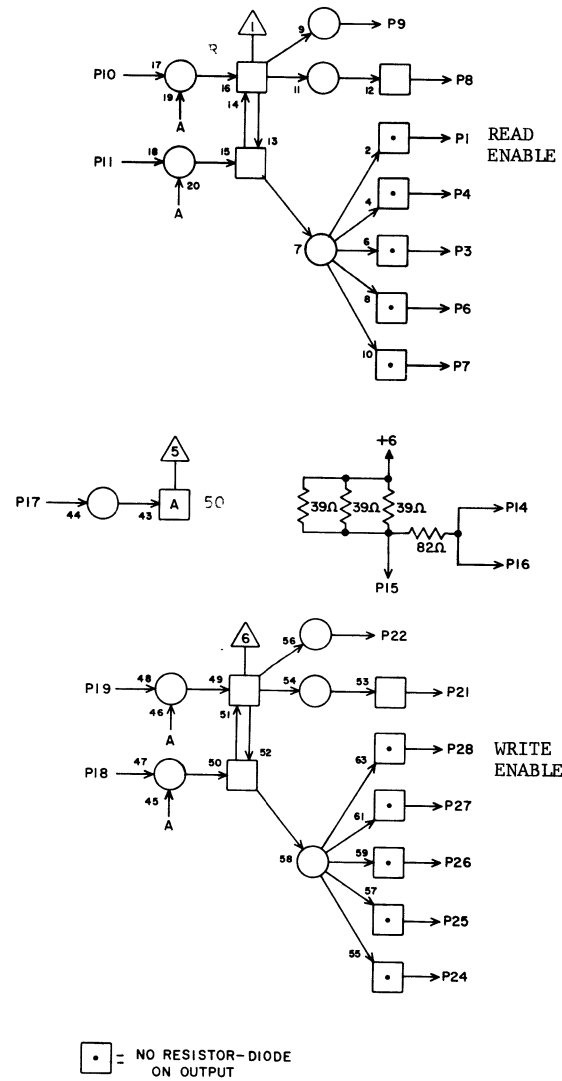 1
9
P9
R
P10
17
16
11
12
P8
19
14
A
13
P11
18
15
2
P1
READ
ENABLE
20
A
4
P4
7
6
P3
8
P6
10
P7
5
+6
P17
44
43
A
50
39Ω
39Ω
39Ω
P14
82Ω
P16
P15
6
56
P22
P19
48
49
54
53
P21
46
51
A
52
P18
47
50
63
P28
WRITE
ENABLE
45
A
61
P27
58
59
P26
57
P25
55
P24
= NO RESISTOR-DIODE
ON OUTPUT